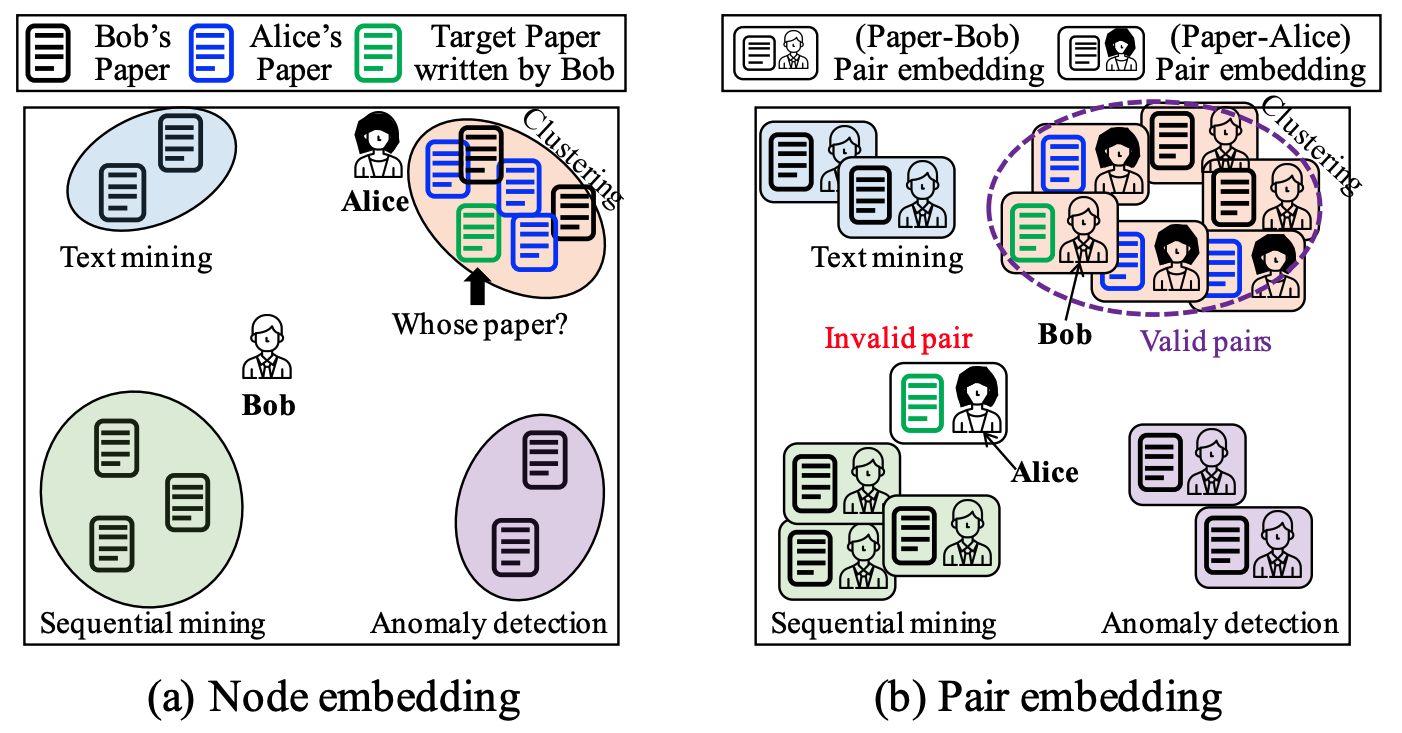 Bob's
Paper
Alice's
Paper
Target Paper
written by Bob
Clustering
Alice
Text mining
Whose paper?
Bob
Sequential mining
Anomaly detection
(a) Node embedding
(Paper-Bob)
Pair embedding
(Paper-Alice)
Pair embedding
Clustering
Text mining
Bob
Invalid pair
Valid pairs
Alice
Sequential mining
Anomaly detection
(b) Pair embedding